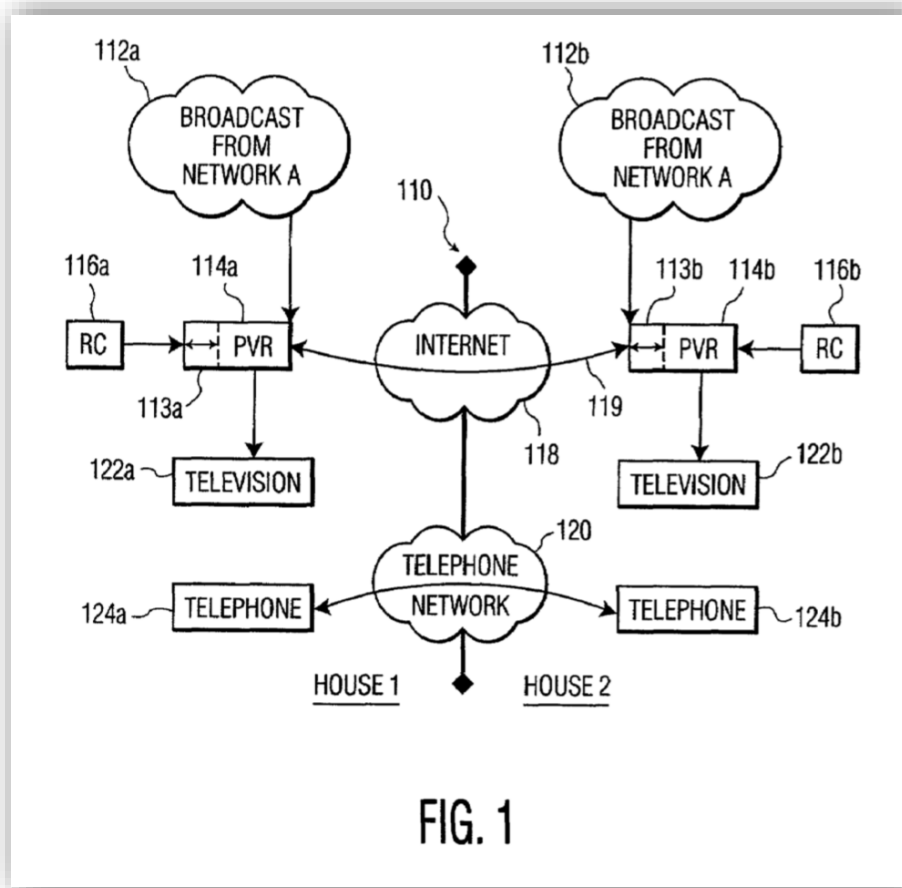 112a
112b
BROADCAST
FROM
NETWORK A
BROADCAST
FROM
NETWORK A
110
116a
114a
113b
114b
116b
RC
PVR
INTERNET
PVR
RC
113a
119
118
122a
122b
TELEVISION
TELEVISION
120
TELEPHONE
NETWORK
124a
TELEPHONE
TELEPHONE
124b
HOUSE 1
HOUSE 2
FIG. 1